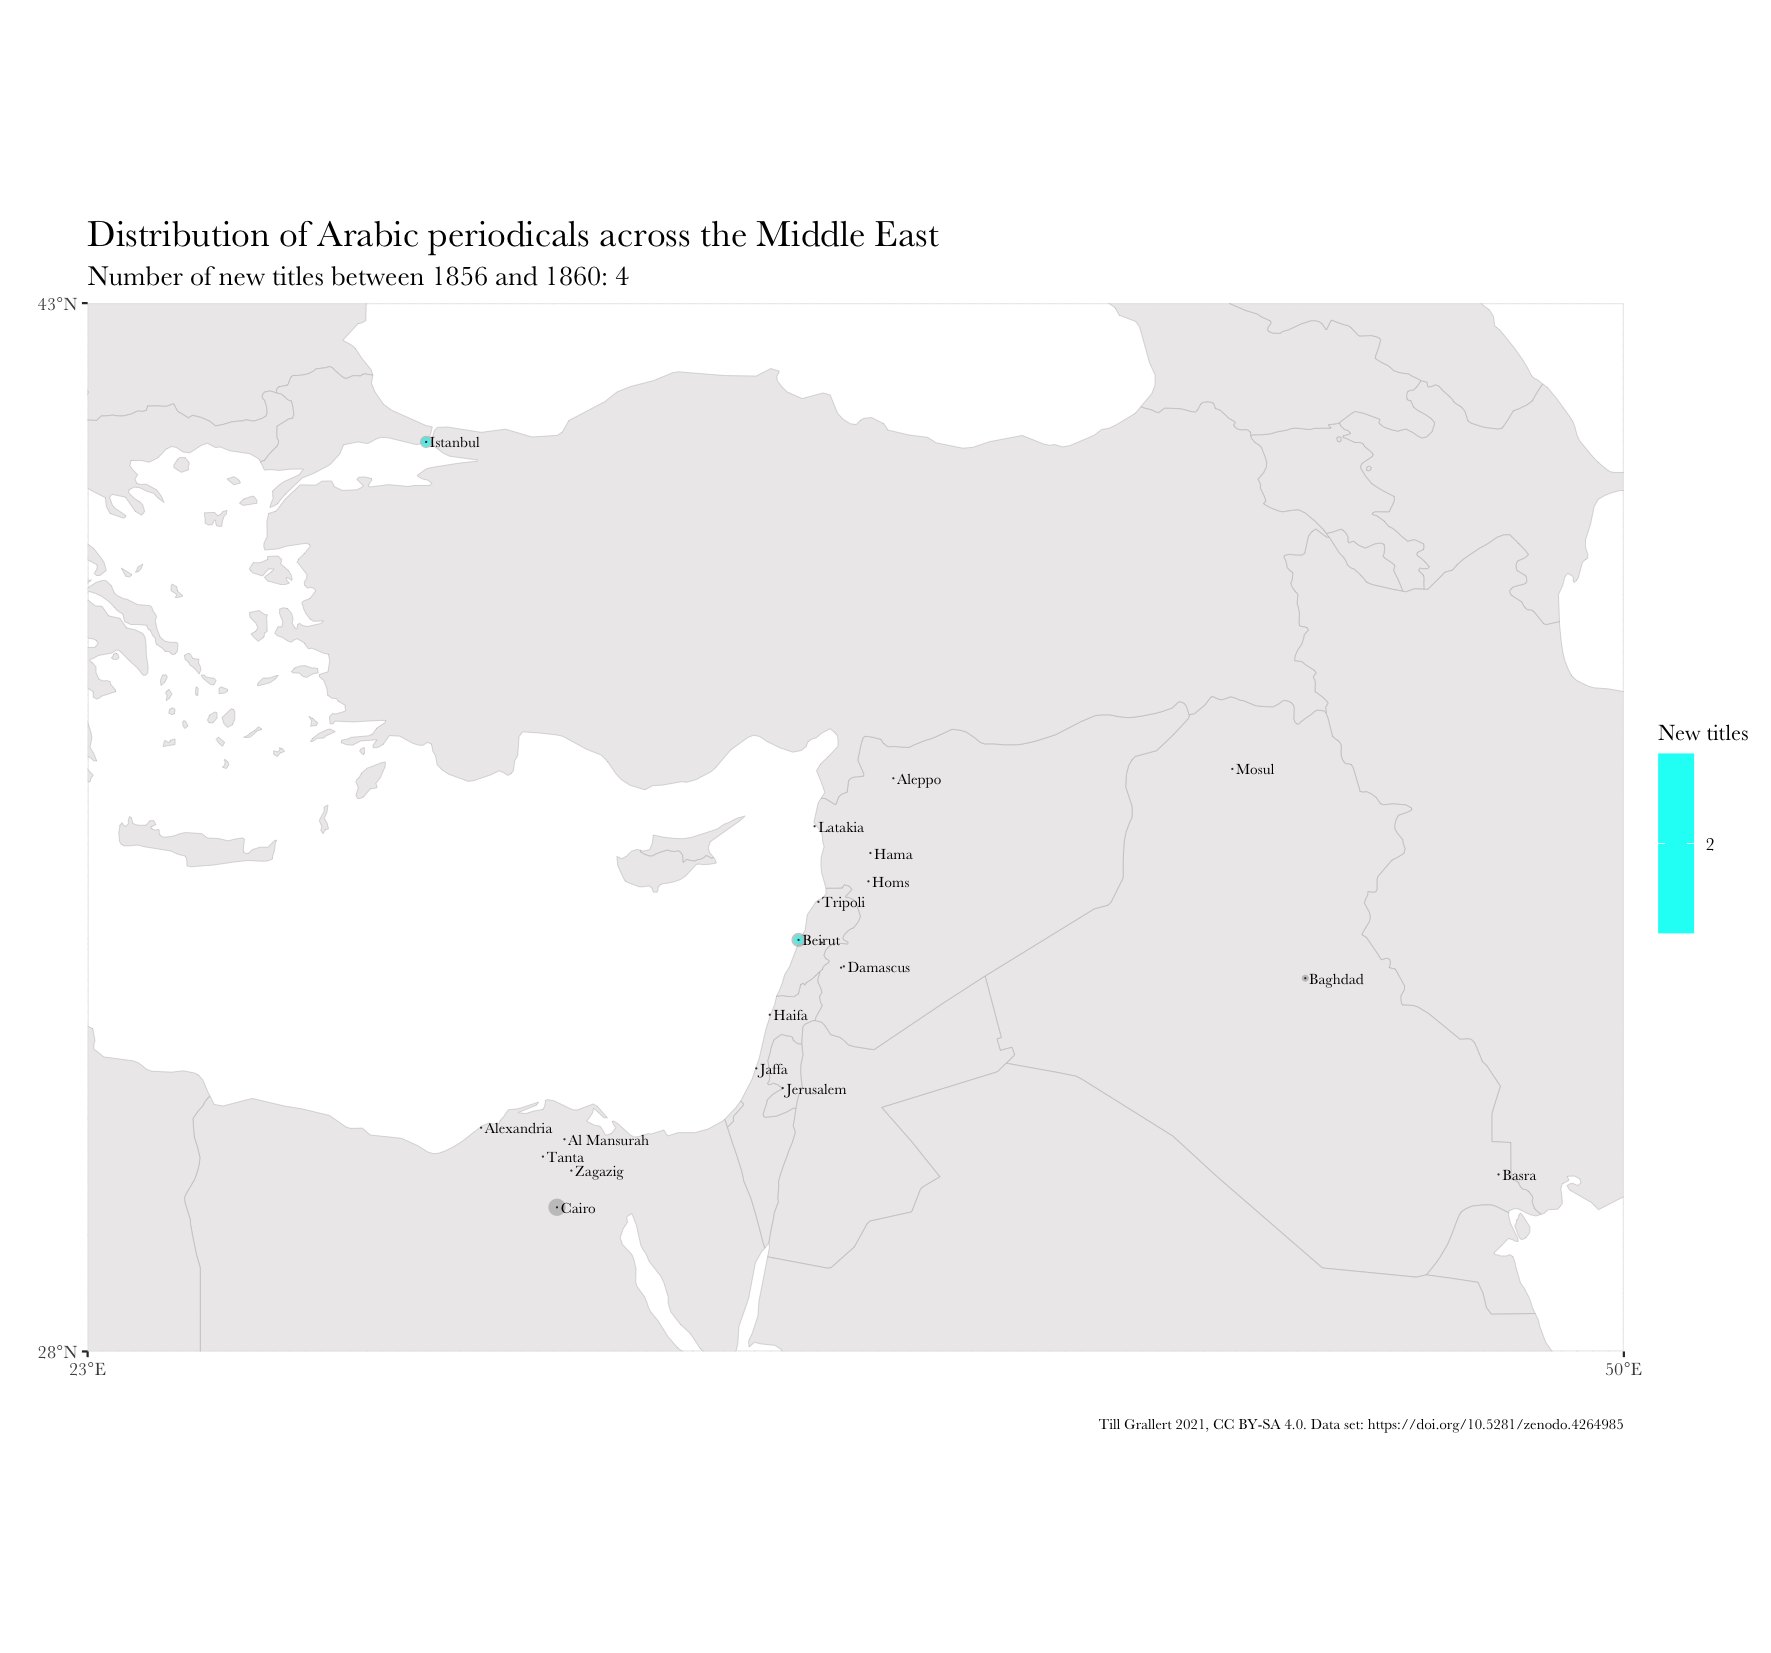 Distribution of Arabic periodicals across the Middle East
Number of new titles between 1856 and 1860: 4
43°N
Istanbul
New titles
Mosul
Aleppo
Latakia
2
Hama
Homs
Tripoli
Beirut
Damascus
Baghdad
Haifa
Jaffa
Jerusalem
Alexandria
Al Mansurah
Tanta
Zagazig
Basra
Cairo
28°N
23°E
50°E
Till Grallert 2021, CC BY-SA 4.0. Data set: https://doi.org/10.5281/zenodo.4264985